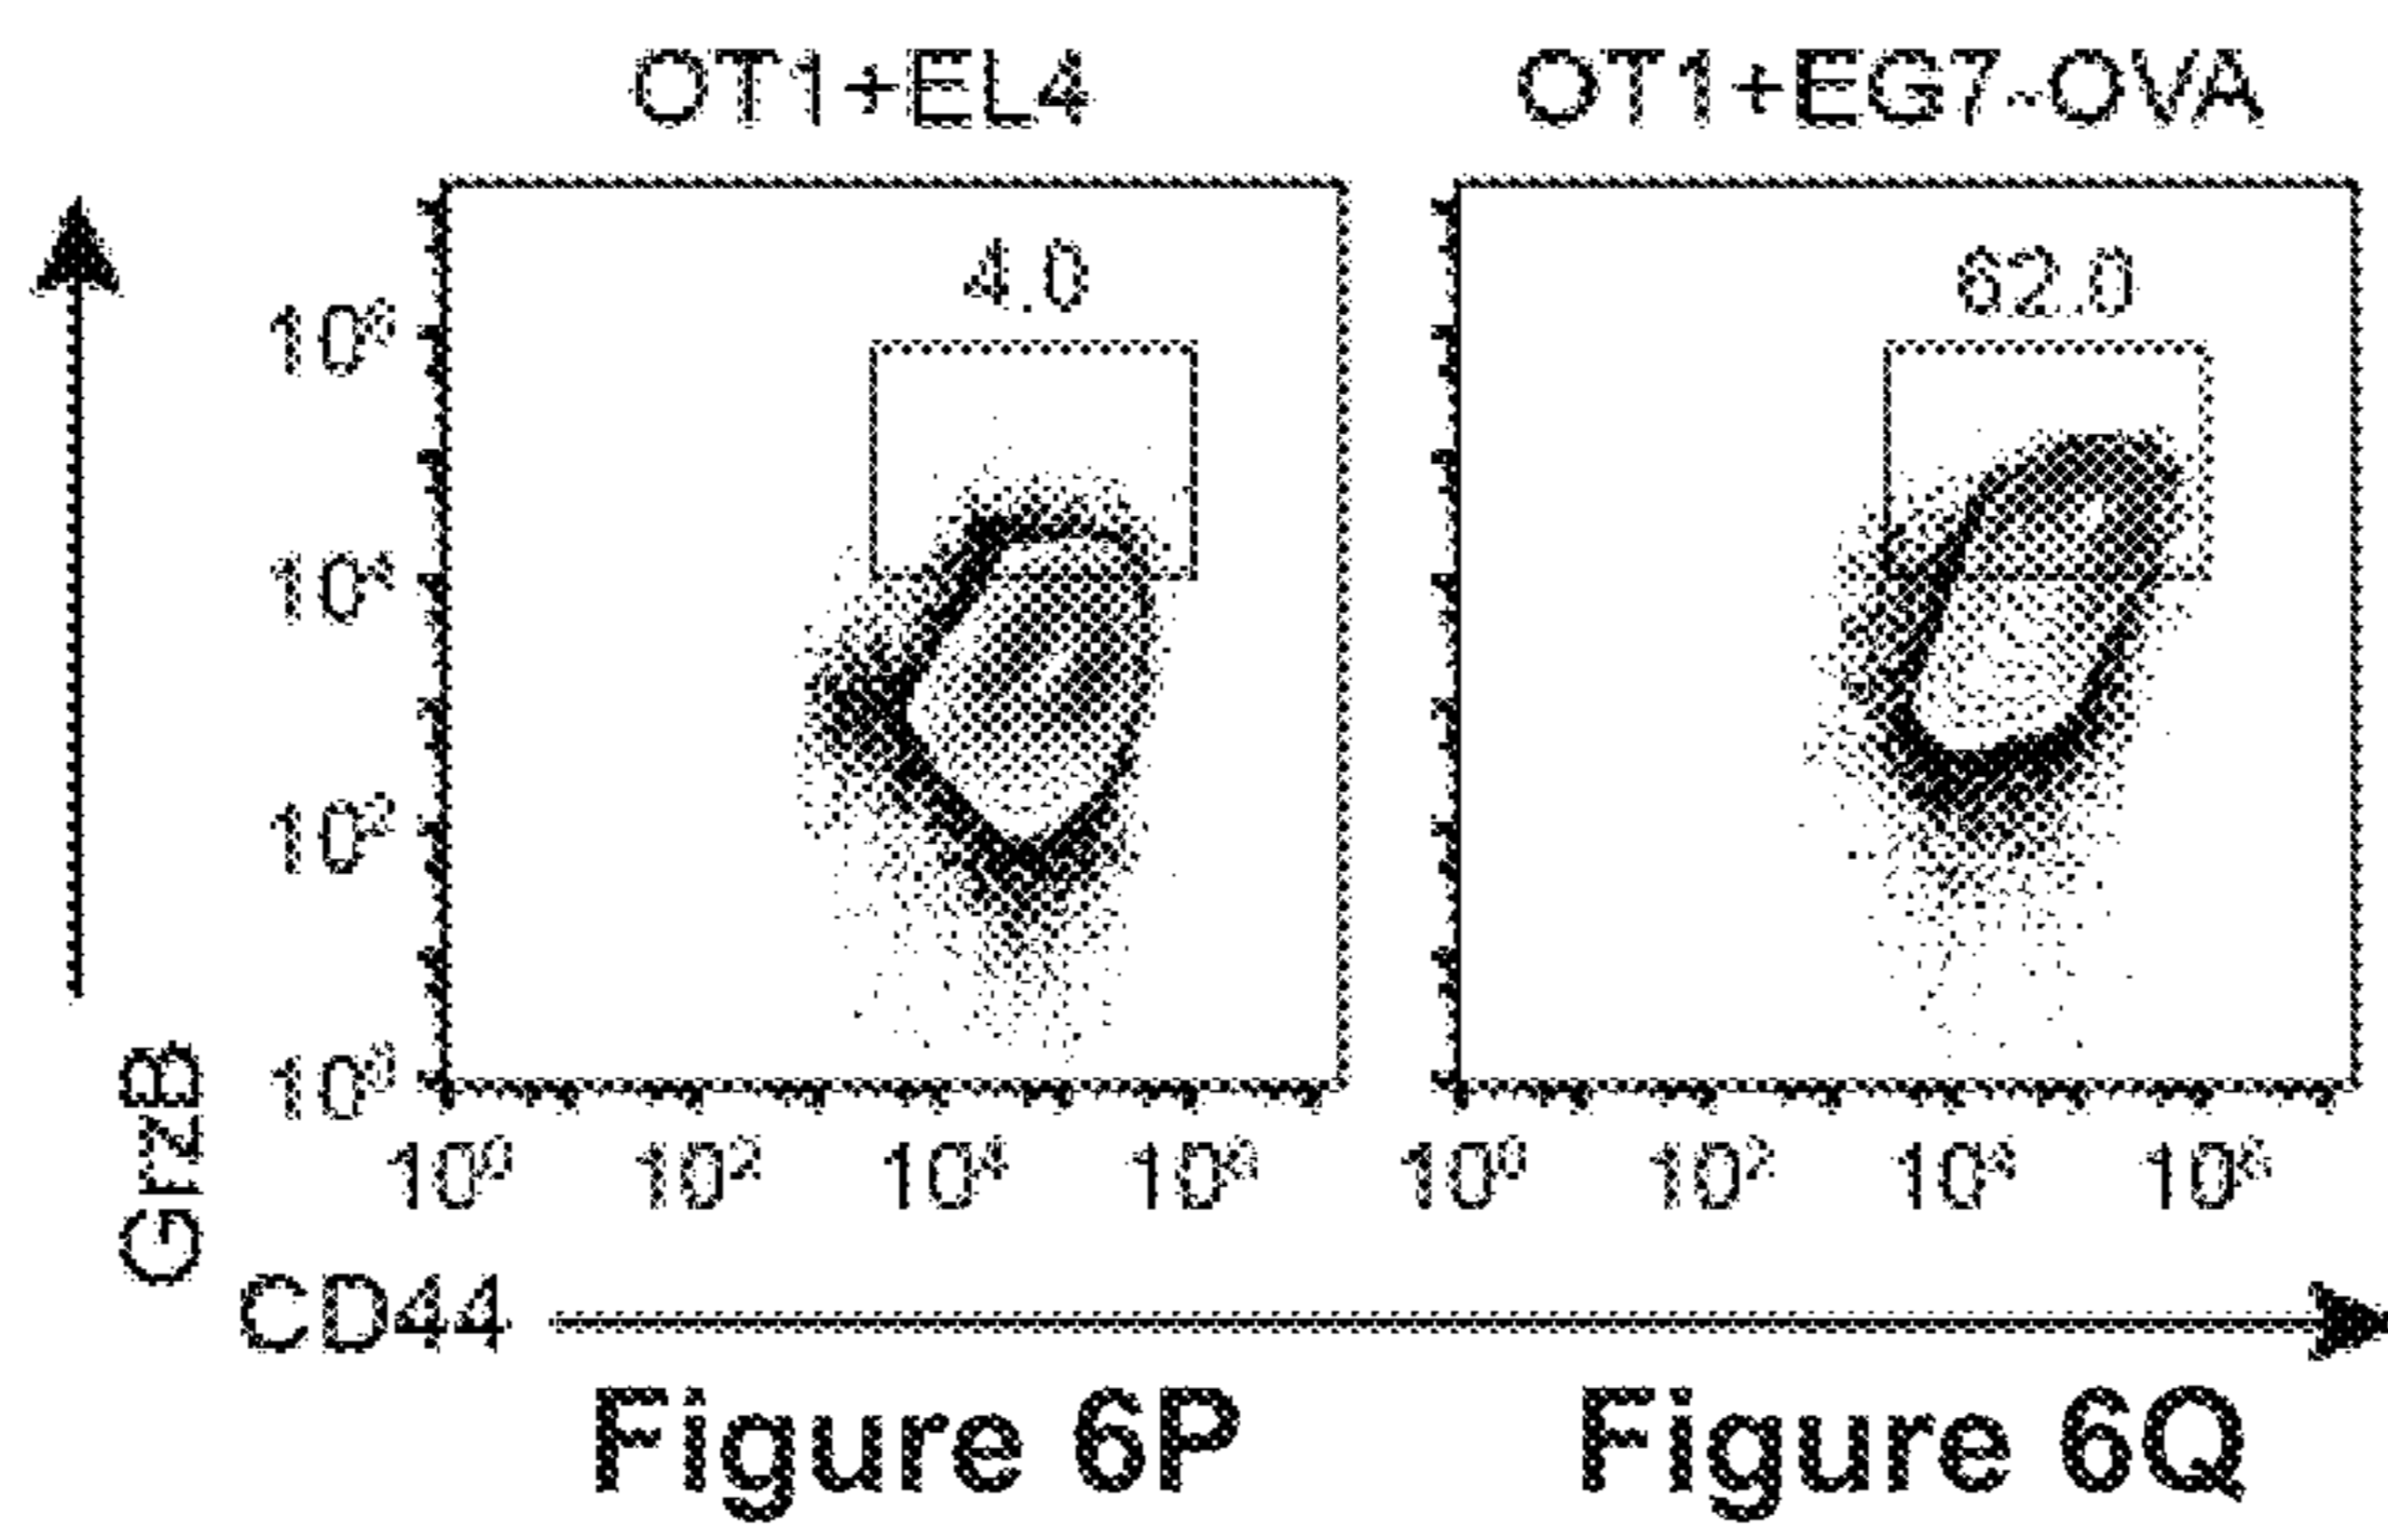 OT1+EL4 OT1+EG7-OVA
4.0 62.0
10⁶
10⁴
10²
10⁰
GrzB
10⁰ 10² 10⁴ 10⁶ 10⁰ 10² 10⁴ 10⁶
CD44
Figure 6P Figure 6Q